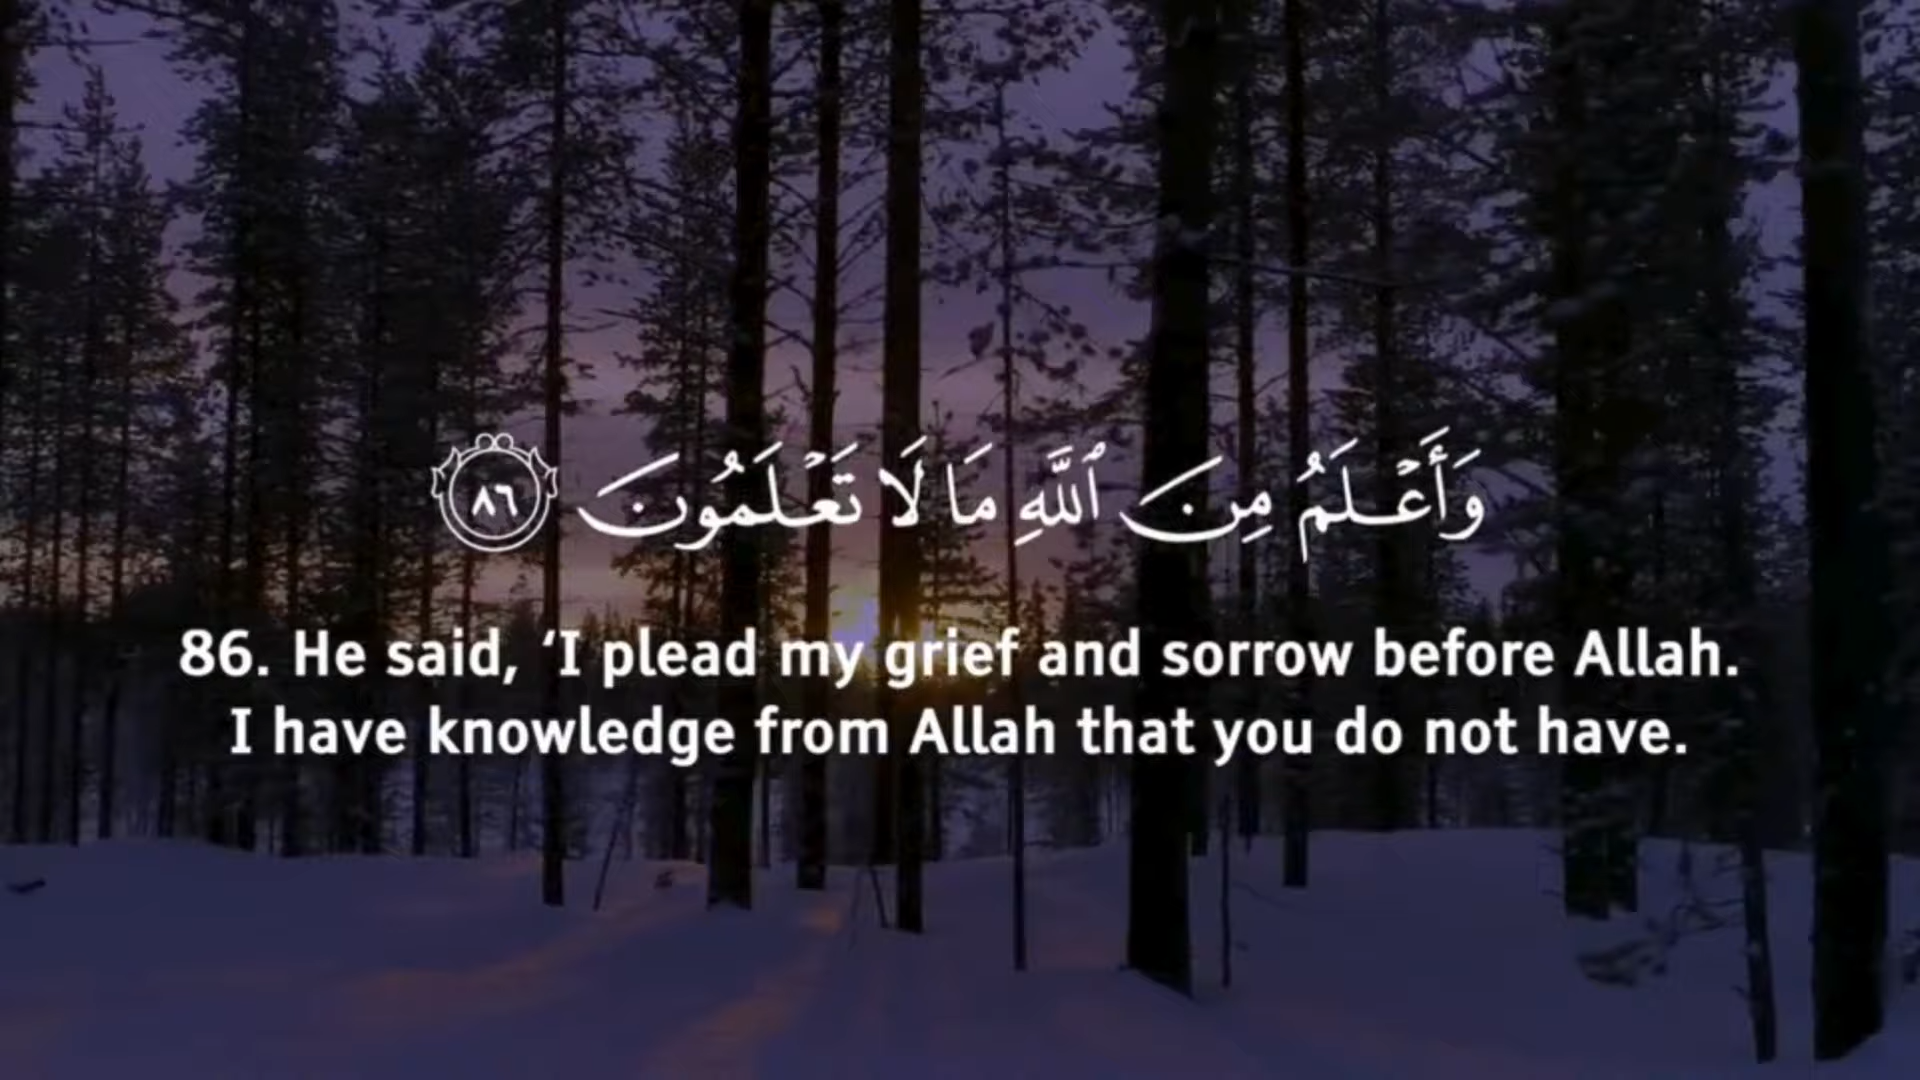 وَأَعْلَمُ مِنَ ٱللَّهِ مَا لَا تَعْلَمُونَ ٨٦
86. He said, ‘I plead my grief and sorrow before Allah.
I have knowledge from Allah that you do not have.